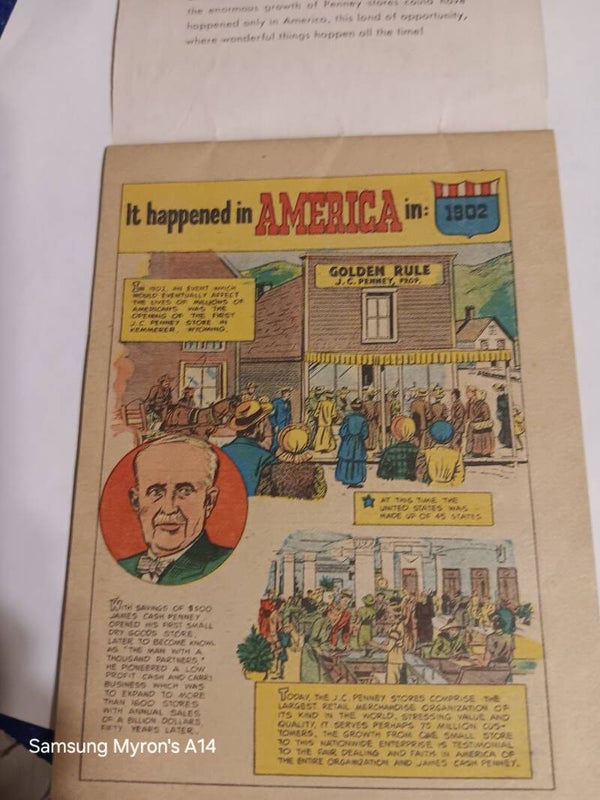 the enormous growth of Penney stores could have
happened only in America, this land of opportunity,
where wonderful things happen all the time!
It happened in AMERICA in: 1902
GOLDEN RULE
J.C. PENNEY, PROP.
IN 1902, AN EVENT WHICH
WOULD EVENTUALLY AFFECT
THE LIVES OF MILLIONS OF
AMERICANS WAS THE
OPENING OF THE FIRST
J.C. PENNEY STORE IN
KEMMERER, WYOMING.
AT THIS TIME THE
UNITED STATES WAS
MADE UP OF 45 STATES
WITH SAVINGS OF $500
JAMES CASH PENNEY
OPENED HIS FIRST SMALL
DRY GOODS STORE,
LATER TO BECOME KNOWN
AS "THE MAN WITH A
THOUSAND PARTNERS,"
HE PIONEERED A LOW
PROFIT CASH AND CARRY
BUSINESS WHICH WAS
TO EXPAND TO MORE
THAN 1600 STORES
WITH ANNUAL SALES
OF A BILLION DOLLARS,
FIFTY YEARS LATER.
TODAY, THE J.C. PENNEY STORES COMPRISE THE
LARGEST RETAIL MERCHANDISE ORGANIZATION OF
ITS KIND IN THE WORLD, STRESSING VALUE AND
QUALITY, IT SERVES PERHAPS 75 MILLION CUS-
TOMERS. THE GROWTH FROM ONE SMALL STORE
TO THIS NATIONWIDE ENTERPRISE IS TESTIMONIAL
TO THE FAIR DEALING AND FAITH IN AMERICA OF
THE ENTIRE ORGANIZATION AND JAMES CASH PENNEY.
Samsung Myron's A14